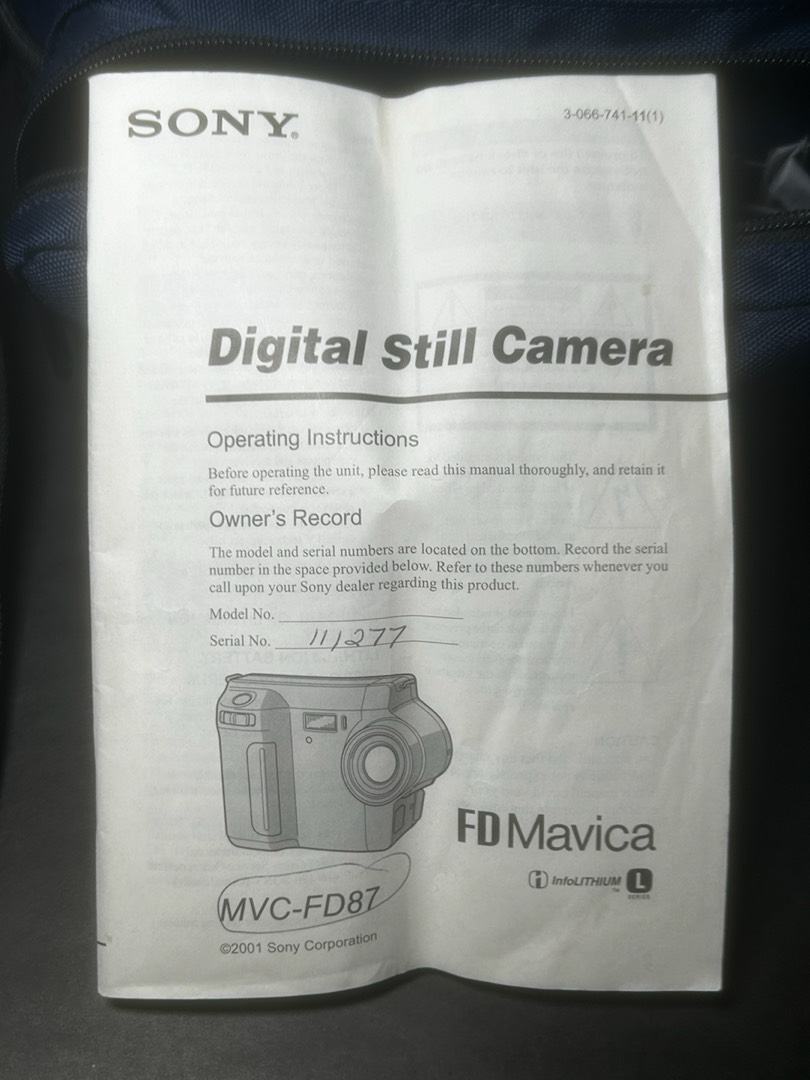 SONY®
3-066-741-11(1)
Digital Still Camera
Operating Instructions
Before operating the unit, please read this manual thoroughly, and retain it
for future reference.
Owner's Record
The model and serial numbers are located on the bottom. Record the serial
number in the space provided below. Refer to these numbers whenever you
call upon your Sony dealer regarding this product.
Model No.
Serial No. 111277
FD Mavica
InfoLITHIUM™ L
SERIES
MVC-FD87
©2001 Sony Corporation